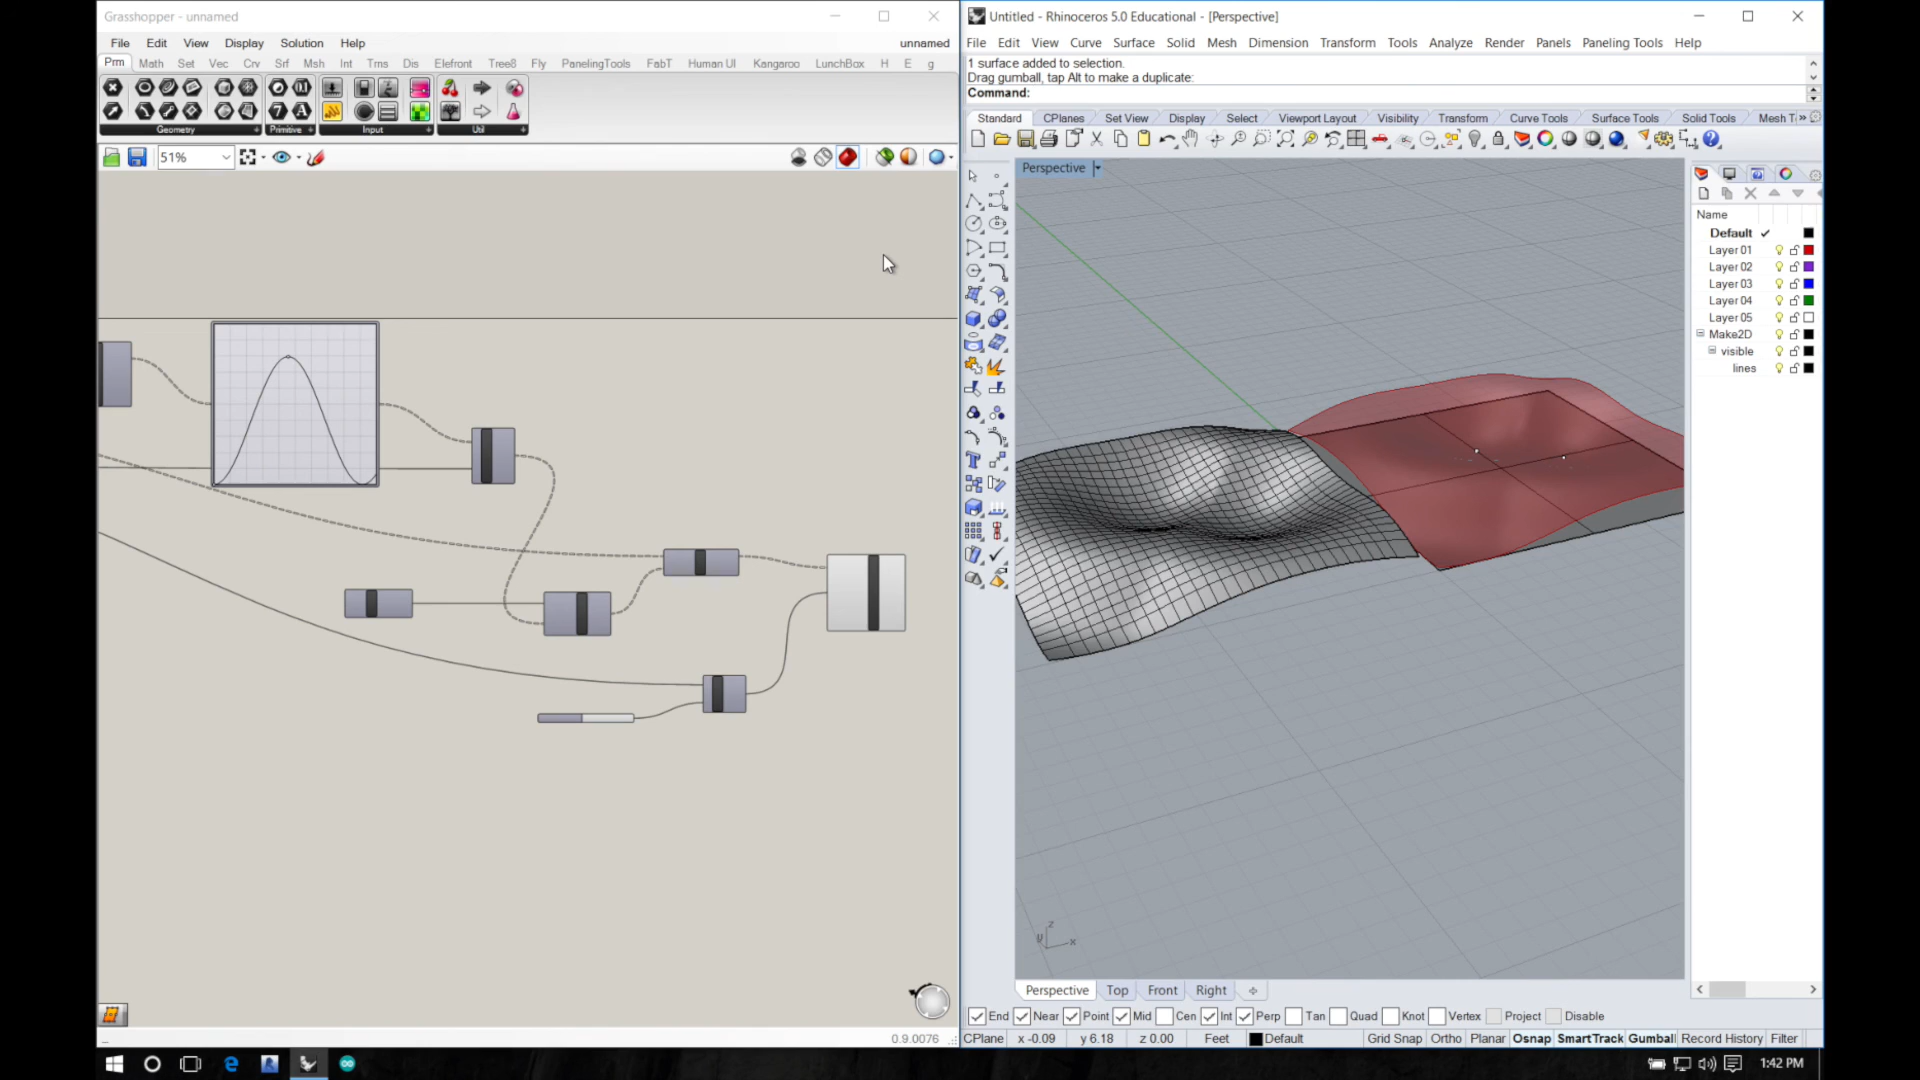 Grasshopper - unnamed
File Edit View Display Solution Help unnamed
Prm Math Set Vec Crv Srf Msh Int Trns Dis Elefront Tree8 Fly PanelingTools FabT Human UI Kangaroo LunchBox H E g
Geometry Primitive Input Util
51%
0.9.0076
Untitled - Rhinoceros 5.0 Educational - [Perspective]
File Edit View Curve Surface Solid Mesh Dimension Transform Tools Analyze Render Panels Paneling Tools Help
1 surface added to selection.
Drag gumball, tap Alt to make a duplicate:
Command:
Standard CPlanes Set View Display Select Viewport Layout Visibility Transform Curve Tools Surface Tools Solid Tools Mesh T
Perspective
Name
Default
Layer 01
Layer 02
Layer 03
Layer 04
Layer 05
Make2D
visible
lines
z
y x
Perspective Top Front Right
End Near Point Mid Cen Int Perp Tan Quad Knot Vertex Project Disable
CPlane x -0.09 y 6.18 z 0.00 Feet Default Grid Snap Ortho Planar Osnap SmartTrack Gumball Record History Filter
1:42 PM